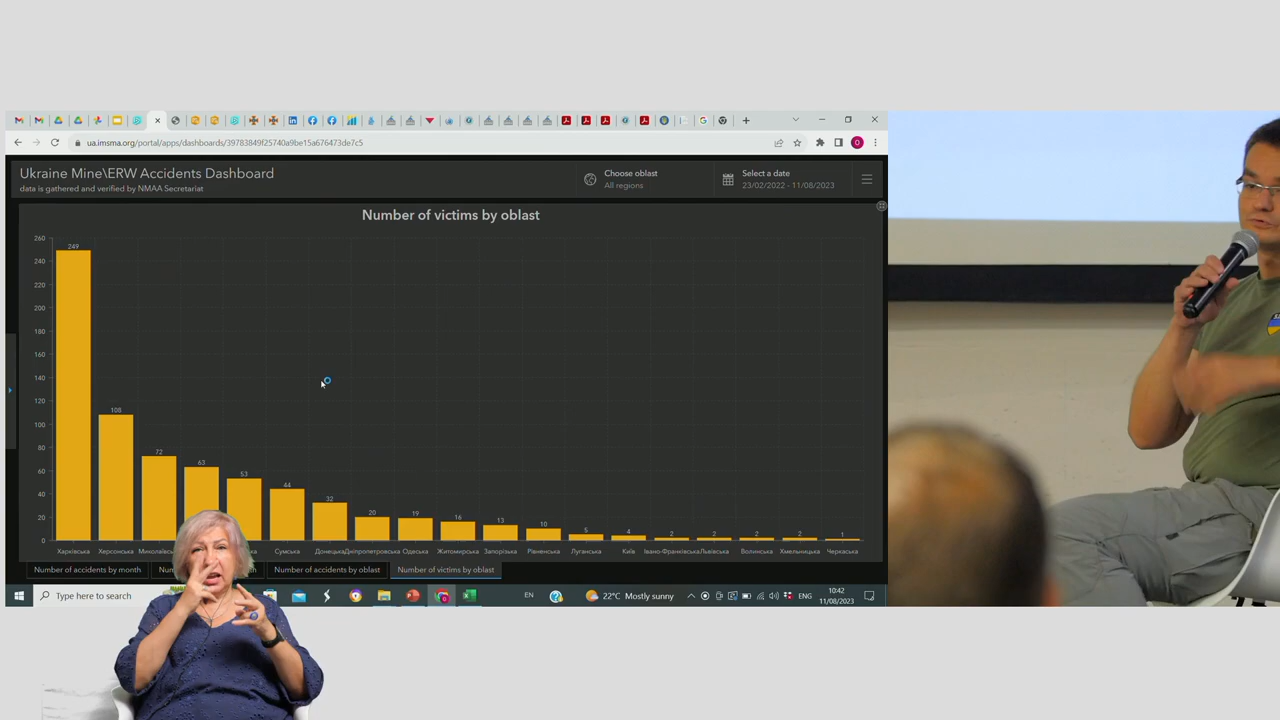 ua.imsma.org/portal/apps/dashboards/39783849f25740a9be15a676473de7c5
Ukraine Mine\ERW Accidents Dashboard
data is gathered and verified by NMAA Secretariat
Choose oblast
All regions
Select a date
23/02/2022 - 11/08/2023
Number of victims by oblast
260
240
220
200
180
160
140
120
100
80
60
40
20
0
249
108
72
63
53
44
32
20
19
16
13
10
5
4
2
2
2
2
1
Харківська Херсонська Сумська Донецька Дніпропетровська Одеська Житомирська Запорізька Рівненська Луганська Київ Івано-Франківська Львівська Волинська Хмельницька Черкаська
Number of accidents by month
Number of accidents by oblast
Number of victims by oblast
Type here to search
EN
22°C Mostly sunny
ENG
10:42
11/08/2023